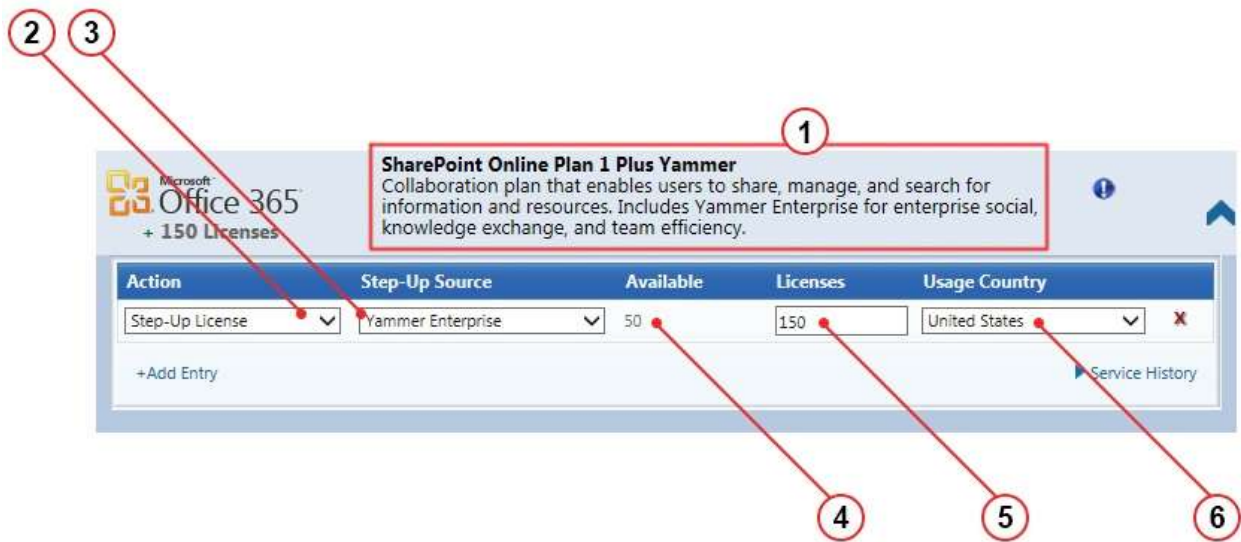 2 3
1
SharePoint Online Plan 1 Plus Yammer
Collaboration plan that enables users to share, manage, and search for
information and resources. Includes Yammer Enterprise for enterprise social,
knowledge exchange, and team efficiency.
Microsoft
Office 365
+ 150 Licenses
Action Step-Up Source Available Licenses Usage Country
Step-Up License Yammer Enterprise 50 150 United States X
+Add Entry Service History
4 5 6